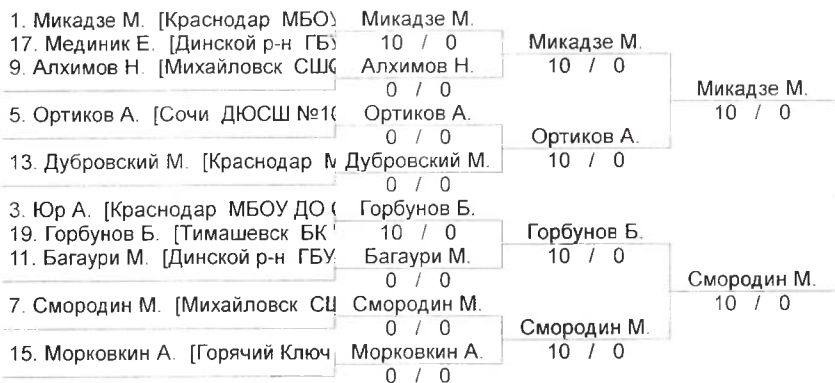 1. Микадзе М. [Краснодар МБОУ
17. Мединик Е. [Динской р-н ГБУ
9. Алхимов Н. [Михайловск СШО
5. Ортиков А. [Сочи ДЮСШ №10
13. Дубровский М. [Краснодар М
3. Юр А. [Краснодар МБОУ ДО С
19. Горбунов Б. [Тимашевск БК
11. Багаури М. [Динской р-н ГБУ
7. Смородин М. [Михайловск СШ
15. Морковкин А. [Горячий Ключ
Микадзе М.
10 / 0
Алхимов Н.
0 / 0
Ортиков А.
0 / 0
Дубровский М.
0 / 0
Горбунов Б.
10 / 0
Багаури М.
0 / 0
Смородин М.
0 / 0
Морковкин А.
0 / 0
Микадзе М.
10 / 0
Ортиков А.
10 / 0
Горбунов Б.
10 / 0
Смородин М.
10 / 0
Микадзе М.
10 / 0
Смородин М.
10 / 0